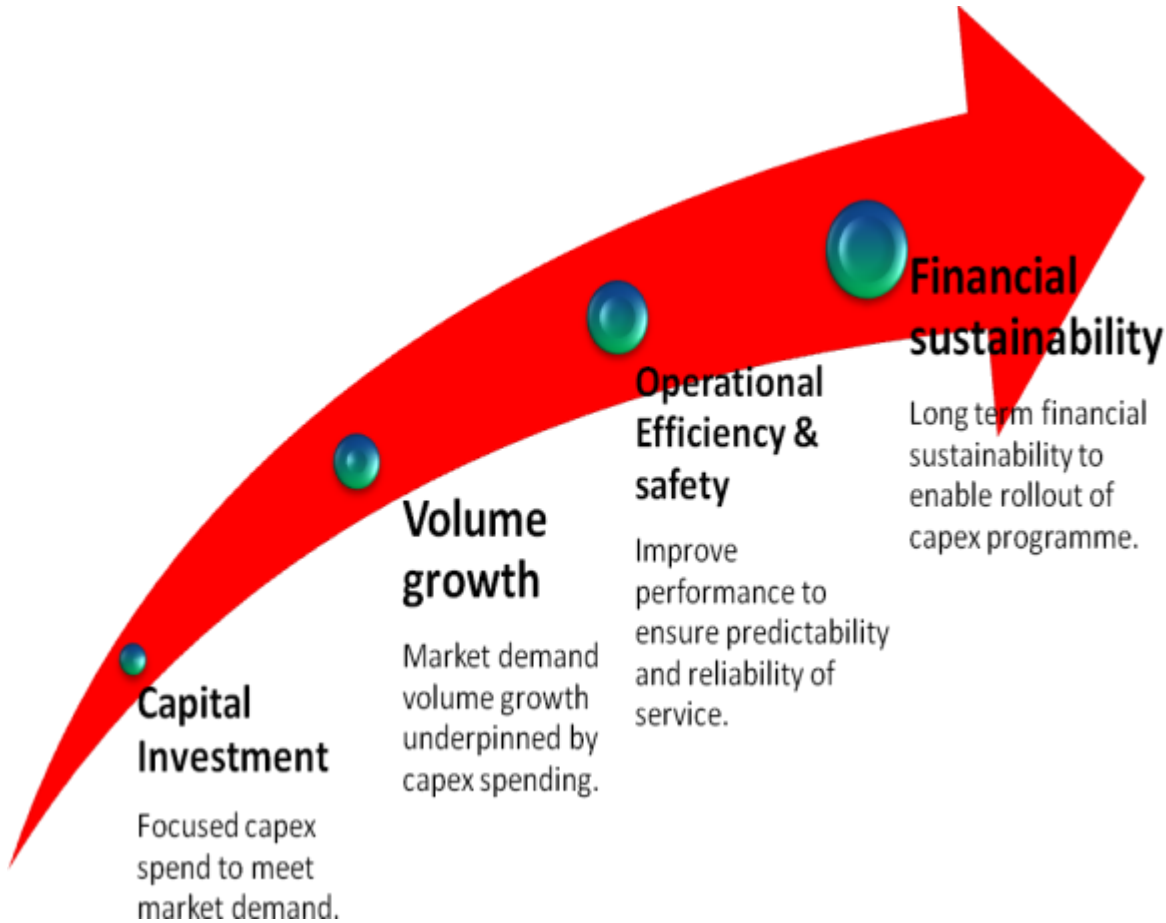 Capital
Investment
Focused capex
spend to meet
market demand.
Volume
growth
Market demand
volume growth
underpinned by
capex spending.
Operational
Efficiency &
safety
Improve
performance to
ensure predictability
and reliability of
service.
Financial
sustainability
Long term financial
sustainability to
enable rollout of
capex programme.